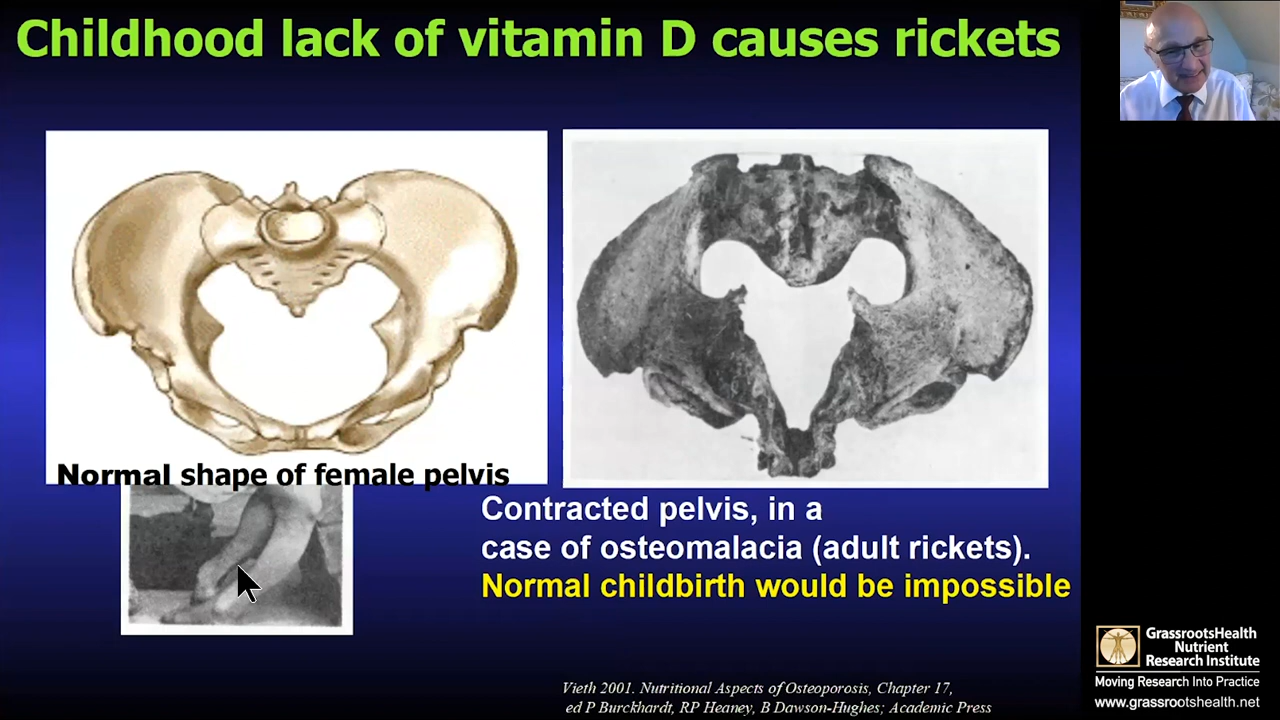 Childhood lack of vitamin D causes rickets
Normal shape of female pelvis
Contracted pelvis, in a
case of osteomalacia (adult rickets).
Normal childbirth would be impossible
Vieth 2001. Nutritional Aspects of Osteoporosis, Chapter 17,
ed P Burckhardt, RP Heaney, B Dawson-Hughes; Academic Press
GrassrootsHealth
Nutrient
Research Institute
Moving Research Into Practice
www.grassrootshealth.net